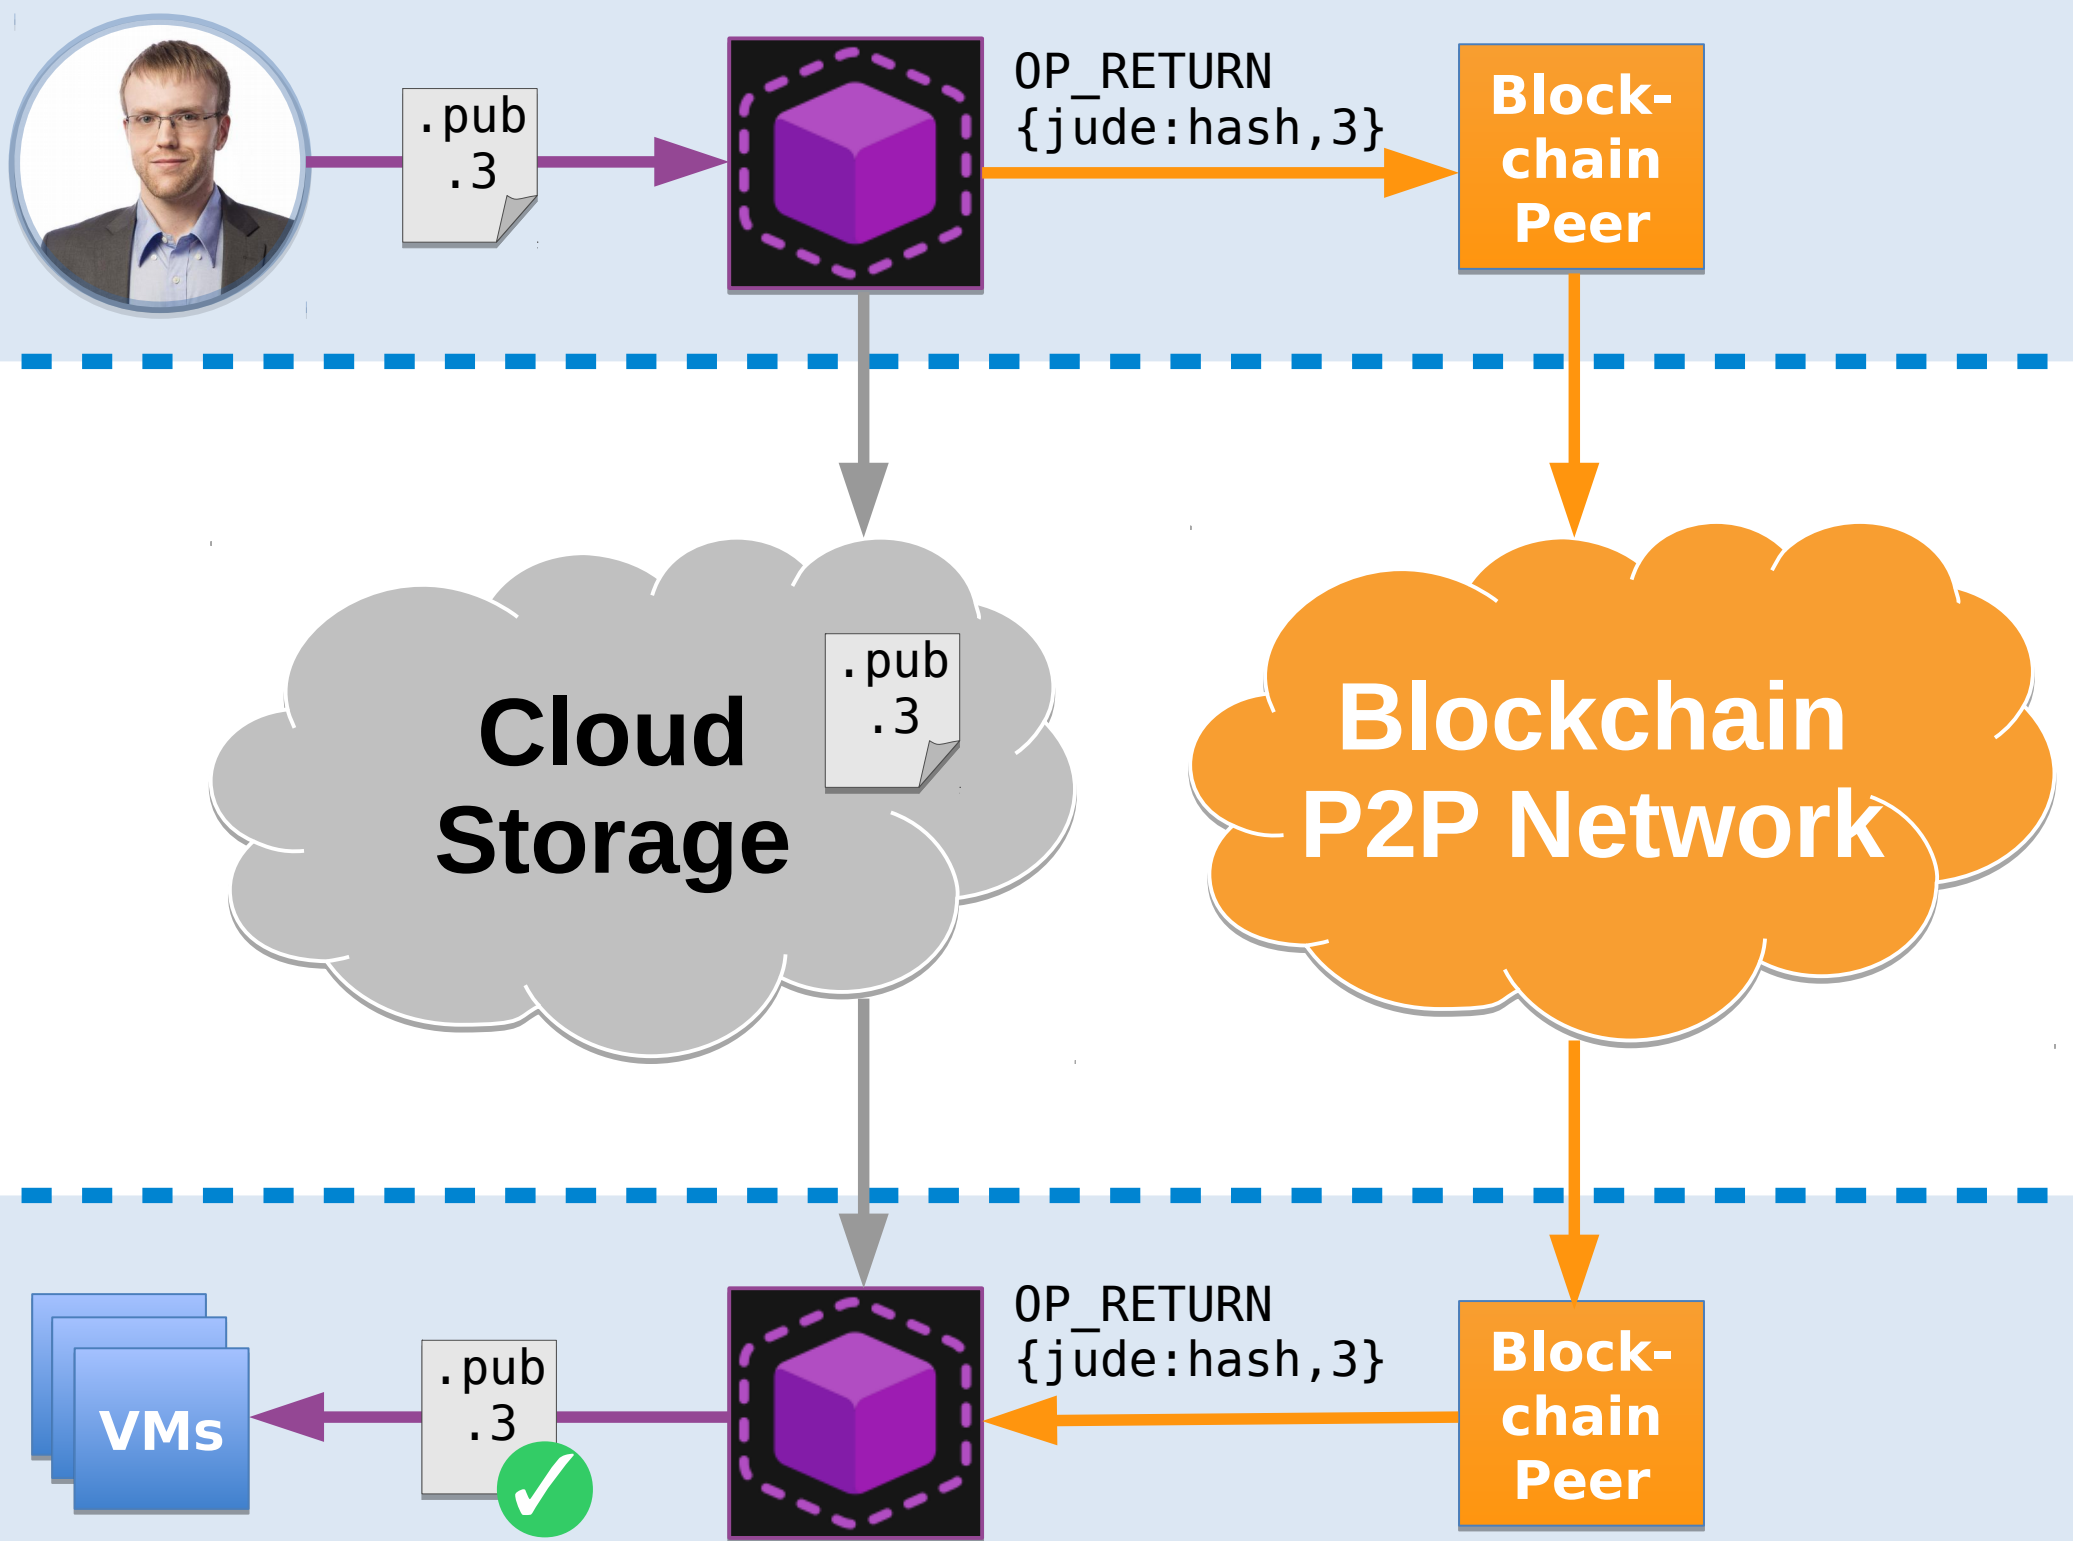 .pub
.3
OP_RETURN
{jude:hash,3}
Block-
chain
Peer
.pub
.3
Cloud
Storage
Blockchain
P2P Network
VMs
.pub
.3
OP_RETURN
{jude:hash,3}
Block-
chain
Peer